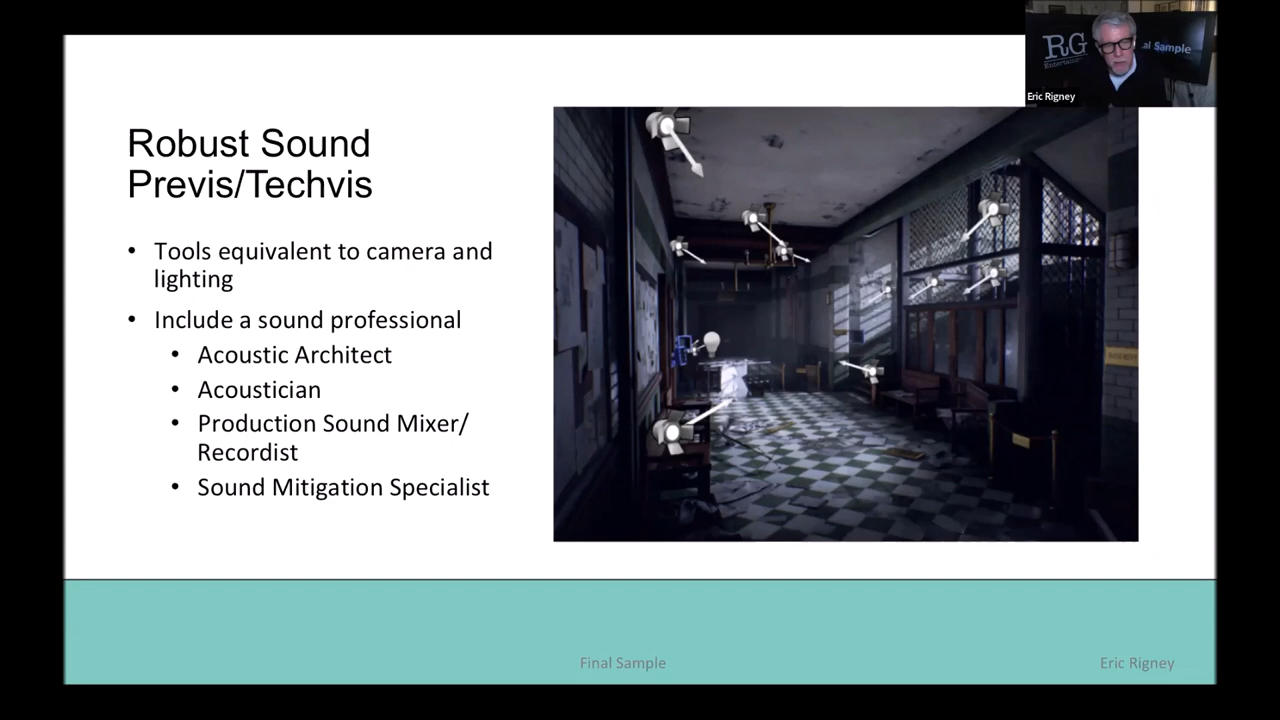 Robust Sound
Previs/Techvis
• Tools equivalent to camera and
lighting
• Include a sound professional
• Acoustic Architect
• Acoustician
• Production Sound Mixer/
Recordist
• Sound Mitigation Specialist
RG
al Sample
Eric Rigney
Final Sample
Eric Rigney